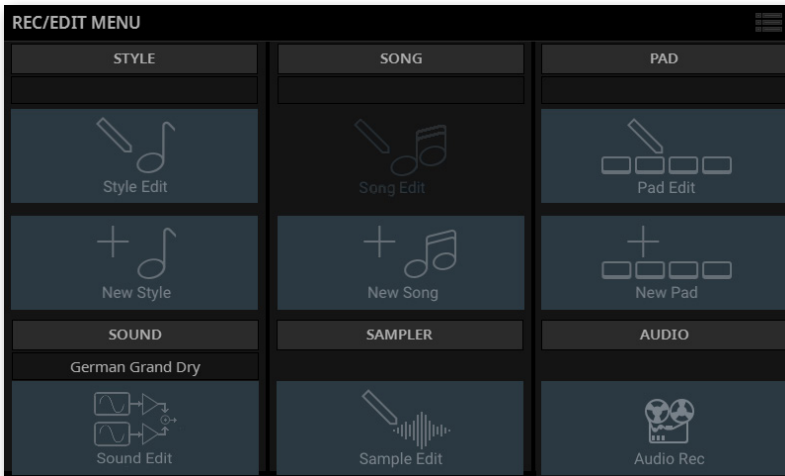 REC/EDIT MENU
STYLE
SONG
PAD
Style Edit
Song Edit
Pad Edit
New Style
New Song
New Pad
SOUND
SAMPLER
AUDIO
German Grand Dry
Sound Edit
Sample Edit
Audio Rec